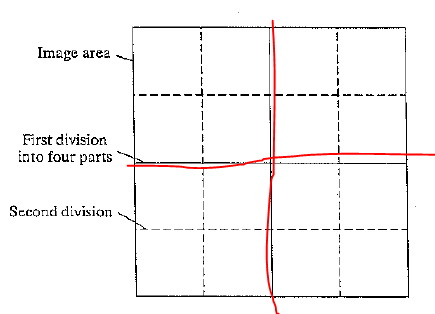 Image area
First division
into four parts
Second division